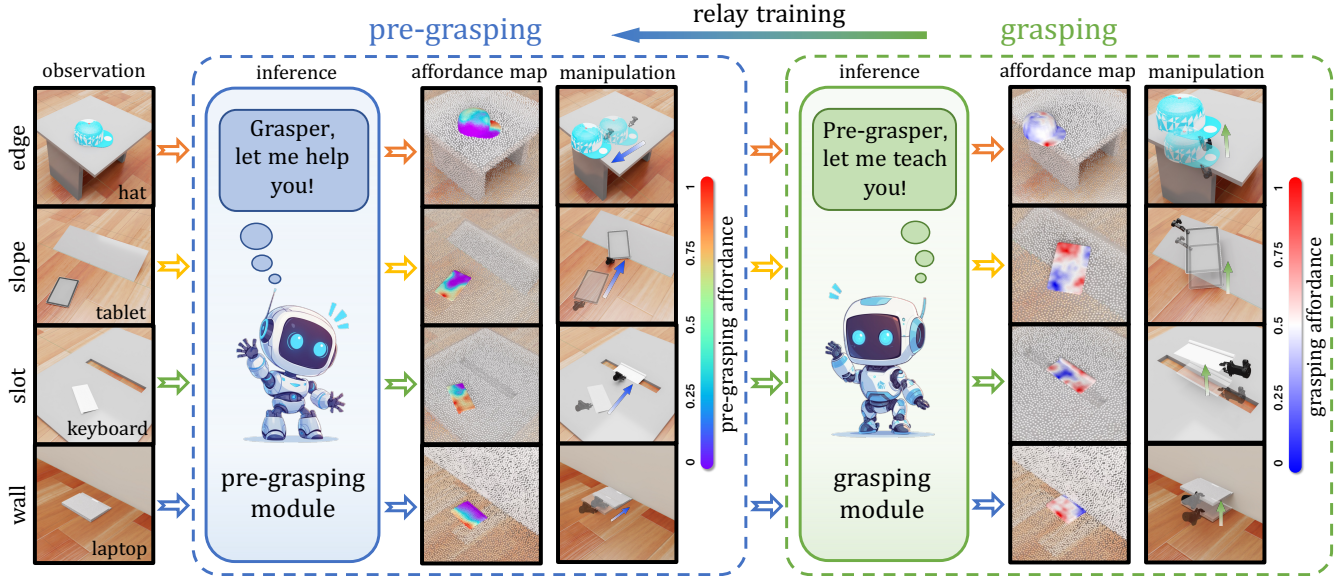 relay training
pre-grasping
grasping
observation
inference
affordance map
manipulation
inference
affordance map
manipulation
edge
hat
slope
tablet
slot
keyboard
wall
laptop
Grasper,
let me help
you!
pre-grasping
module
0
0.25
0.5
0.75
1
pre-grasping affordance
Pre-grasper,
let me teach
you!
grasping
module
0
0.25
0.5
0.75
1
grasping affordance